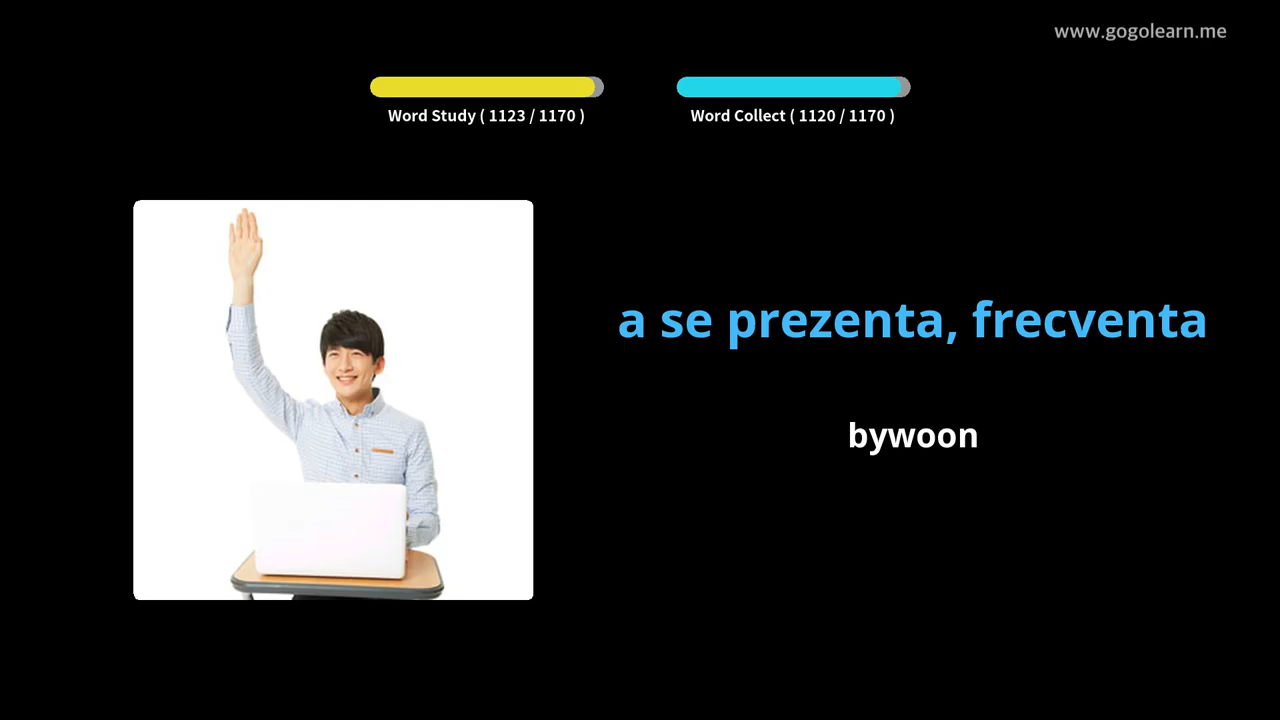 www.gogolearn.me
Word Study ( 1123 / 1170 )
Word Collect ( 1120 / 1170 )
a se prezenta, frecventa
bywoon